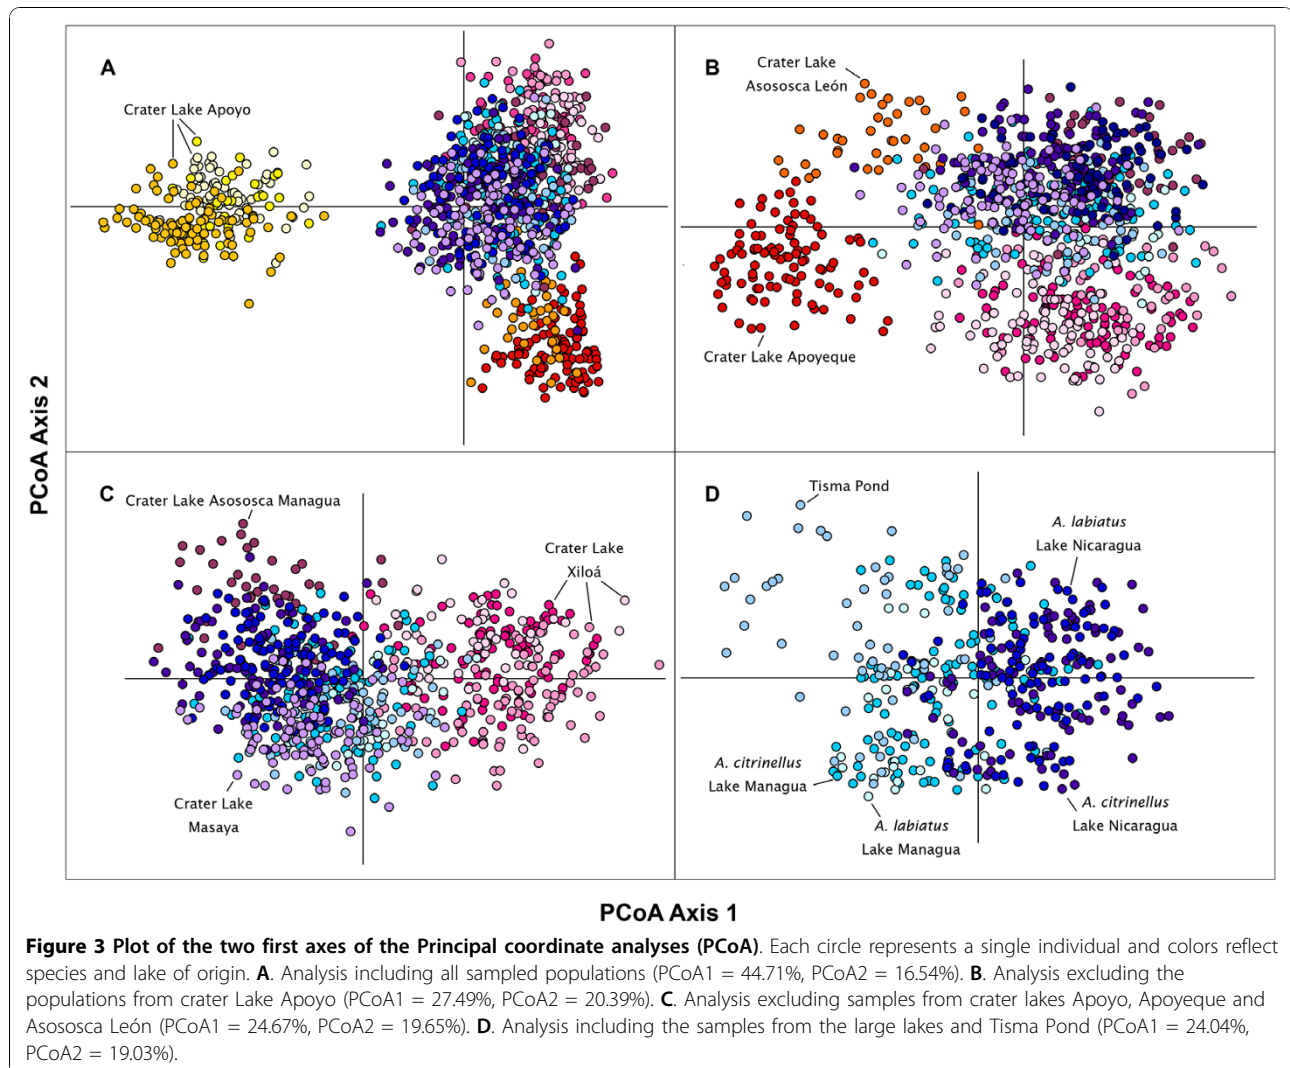 A
Crater Lake Apoyo
B
Crater Lake
Asososca León
Crater Lake Apoyeque
PCoA Axis 2
C
Crater Lake Asososca Managua
Crater Lake
Xiloá
Crater Lake
Masaya
D
Tisma Pond
A. labiatus
Lake Nicaragua
A. citrinellus
Lake Managua
A. labiatus
Lake Managua
A. citrinellus
Lake Nicaragua
PCoA Axis 1
Figure 3 Plot of the two first axes of the Principal coordinate analyses (PCoA). Each circle represents a single individual and colors reflect
species and lake of origin. A. Analysis including all sampled populations (PCoA1 = 44.71%, PCoA2 = 16.54%). B. Analysis excluding the
populations from crater Lake Apoyo (PCoA1 = 27.49%, PCoA2 = 20.39%). C. Analysis excluding samples from crater lakes Apoyo, Apoyeque and
Asososca León (PCoA1 = 24.67%, PCoA2 = 19.65%). D. Analysis including the samples from the large lakes and Tisma Pond (PCoA1 = 24.04%,
PCoA2 = 19.03%).